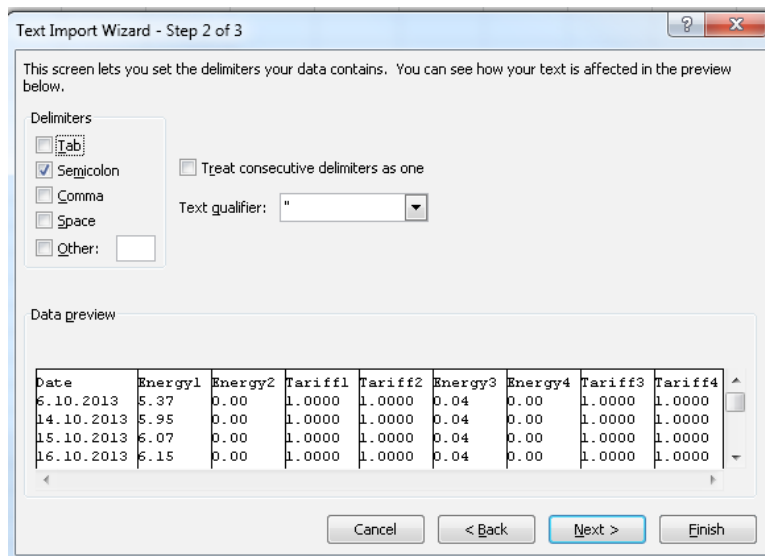 Text Import Wizard - Step 2 of 3
This screen lets you set the delimiters your data contains. You can see how your text is affected in the preview
below.
Delimiters
Tab
Semicolon
Comma
Space
Other:
Treat consecutive delimiters as one
Text qualifier: "
Data preview
Date Energy1 Energy2 Tariff1 Tariff2 Energy3 Energy4 Tariff3 Tariff4
6.10.2013 5.37 0.00 1.0000 1.0000 0.04 0.00 1.0000 1.0000
14.10.2013 5.95 0.00 1.0000 1.0000 0.04 0.00 1.0000 1.0000
15.10.2013 6.07 0.00 1.0000 1.0000 0.04 0.00 1.0000 1.0000
16.10.2013 6.15 0.00 1.0000 1.0000 0.04 0.00 1.0000 1.0000
Cancel < Back Next > Finish